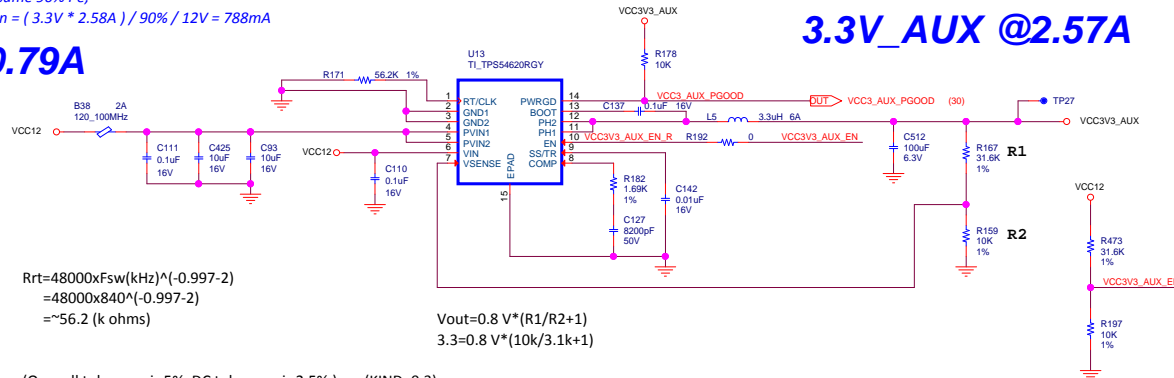 n = ( 3.3V * 2.58A ) / 90% / 12V = 788mA
0.79A
3.3V_AUX @2.57A
VCC3V3_AUX
R178
10K
U13
TI_TPS54620RGY
R171
56.2K 1%
1
2
3
4
5
6
7
RT/CLK
GND1
GND2
PVIN1
PVIN2
VIN
VSENSE
EPAD
15
PWRGD
BOOT
PH2
PH1
EN
SS/TR
COMP
14
13
12
11
10
9
8
VCC3_AUX_PGOOD
OUT
VCC3_AUX_PGOOD (30)
C137
0.1uF 16V
L5
3.3uH 6A
TP27
VCC3V3_AUX
VCC3V3_AUX_EN_R
R192
0
VCC3V3_AUX_EN
B38
2A
120_100MHz
VCC12
C111
0.1uF
16V
C425
10uF
16V
C93
10uF
16V
VCC12
C110
0.1uF
16V
R182
1.69K
1%
C127
8200pF
50V
C142
0.01uF
16V
C512
100uF
6.3V
R167
31.6K
1%
R1
R159
10K
1%
R2
VCC12
R473
31.6K
1%
R197
10K
1%
Rrt=48000xFsw(kHz)^(-0.997-2)
=48000x840^(-0.997-2)
=~56.2 (k ohms)
Vout=0.8 V*(R1/R2+1)
3.3=0.8 V*(10k/3.1k+1)